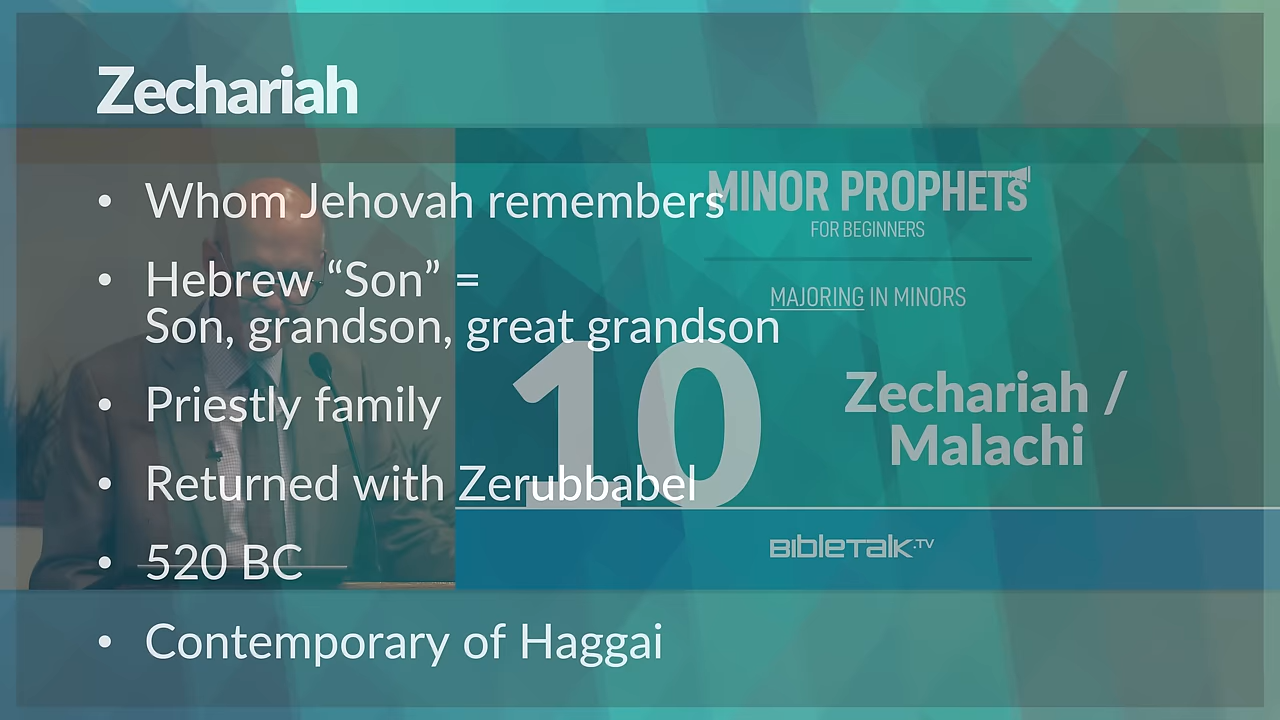 Zechariah
• Whom Jehovah remembers
• Hebrew “Son” =
Son, grandson, great grandson
• Priestly family
• Returned with Zerubbabel
• 520 BC
• Contemporary of Haggai
MINOR PROPHETS
FOR BEGINNERS
MAJORING IN MINORS
10
Zechariah /
Malachi
BIBLETALK.TV